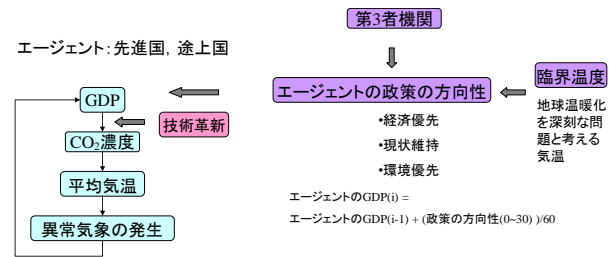 第3者機関
エージェント：先進国，途上国
エージェントの政策の方向性
臨界温度
地球温暖化
を深刻な問
題と考える
気温
•経済優先
•現状維持
•環境優先
GDP
技術革新
CO₂濃度
平均気温
異常気象の発生
エージェントのGDP(i) =
エージェントのGDP(i-1) + (政策の方向性(0~30) )/60